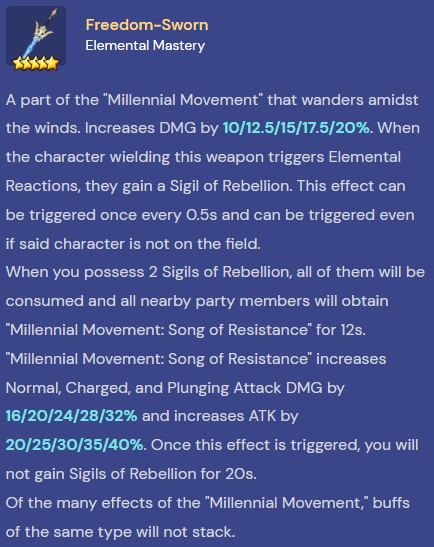 Freedom-Sworn
Elemental Mastery
A part of the "Millennial Movement" that wanders amidst
the winds. Increases DMG by 10/12.5/15/17.5/20%. When
the character wielding this weapon triggers Elemental
Reactions, they gain a Sigil of Rebellion. This effect can
be triggered once every 0.5s and can be triggered even
if said character is not on the field.
When you possess 2 Sigils of Rebellion, all of them will be
consumed and all nearby party members will obtain
"Millennial Movement: Song of Resistance" for 12s.
"Millennial Movement: Song of Resistance" increases
Normal, Charged, and Plunging Attack DMG by
16/20/24/28/32% and increases ATK by
20/25/30/35/40%. Once this effect is triggered, you will
not gain Sigils of Rebellion for 20s.
Of the many effects of the "Millennial Movement," buffs
of the same type will not stack.